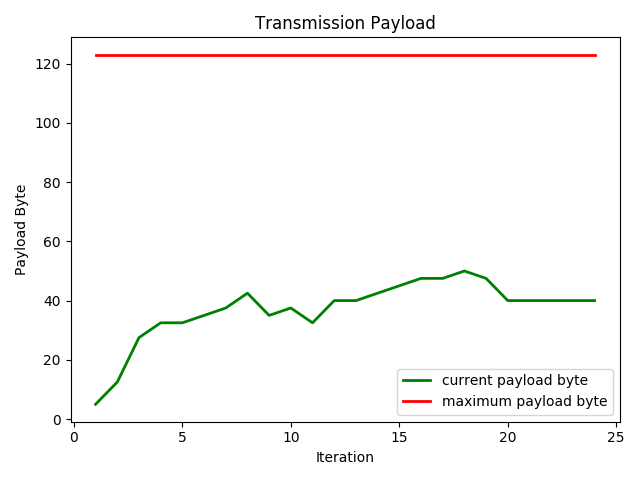 Transmission Payload
120
100
80
60
40
20
0
Payload Byte
current payload byte
maximum payload byte
0 5 10 15 20 25
Iteration